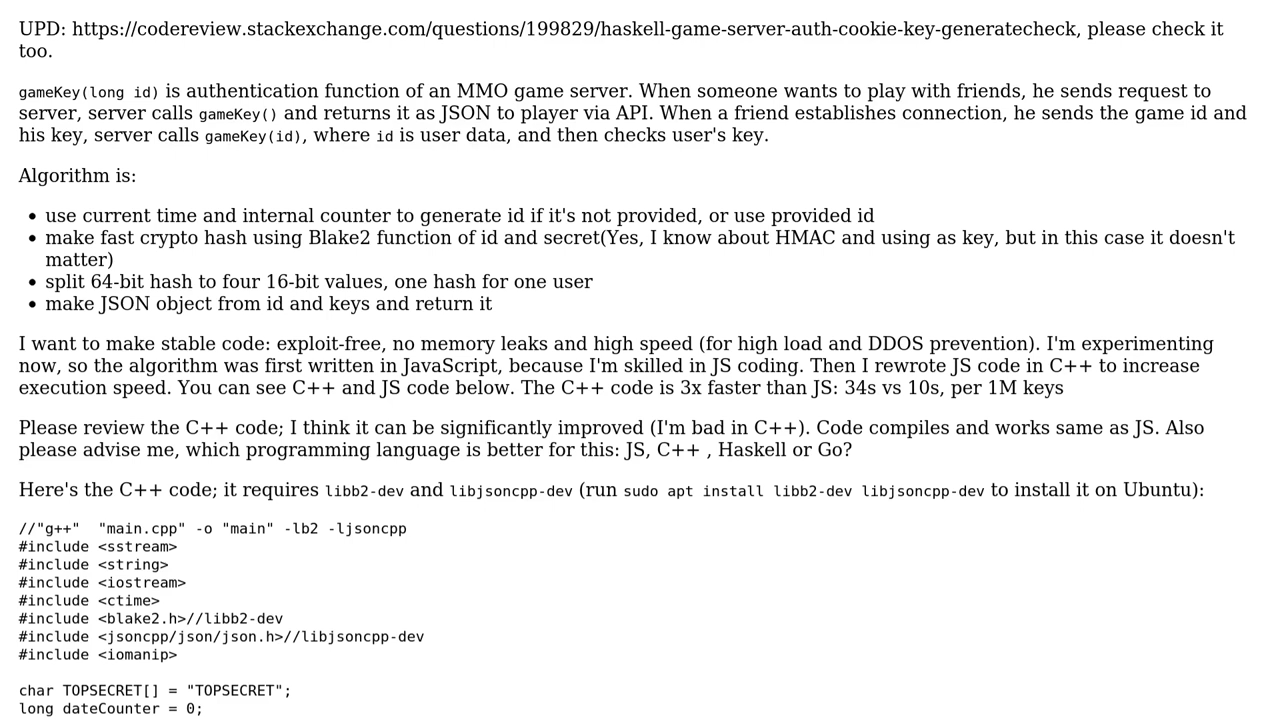 UPD: https://codereview.stackexchange.com/questions/199829/haskell-game-server-auth-cookie-key-generatecheck, please check it
too.
gameKey(long id) is authentication function of an MMO game server. When someone wants to play with friends, he sends request to
server, server calls gameKey() and returns it as JSON to player via API. When a friend establishes connection, he sends the game id and
his key, server calls gameKey(id), where id is user data, and then checks user's key.
Algorithm is:
• use current time and internal counter to generate id if it's not provided, or use provided id
• make fast crypto hash using Blake2 function of id and secret(Yes, I know about HMAC and using as key, but in this case it doesn't
matter)
• split 64-bit hash to four 16-bit values, one hash for one user
• make JSON object from id and keys and return it
I want to make stable code: exploit-free, no memory leaks and high speed (for high load and DDOS prevention). I'm experimenting
now, so the algorithm was first written in JavaScript, because I'm skilled in JS coding. Then I rewrote JS code in C++ to increase
execution speed. You can see C++ and JS code below. The C++ code is 3x faster than JS: 34s vs 10s, per 1M keys
Please review the C++ code; I think it can be significantly improved (I'm bad in C++). Code compiles and works same as JS. Also
please advise me, which programming language is better for this: JS, C++ , Haskell or Go?
Here's the C++ code; it requires libb2-dev and libjsoncpp-dev (run sudo apt install libb2-dev libjsoncpp-dev to install it on Ubuntu):
//"g++"  "main.cpp" -o "main" -lb2 -ljsoncpp
#include <sstream>
#include <string>
#include <iostream>
#include <ctime>
#include <blake2.h>//libb2-dev
#include <jsoncpp/json/json.h>//libjsoncpp-dev
#include <iomanip>
char TOPSECRET[] = "TOPSECRET";
long dateCounter = 0;